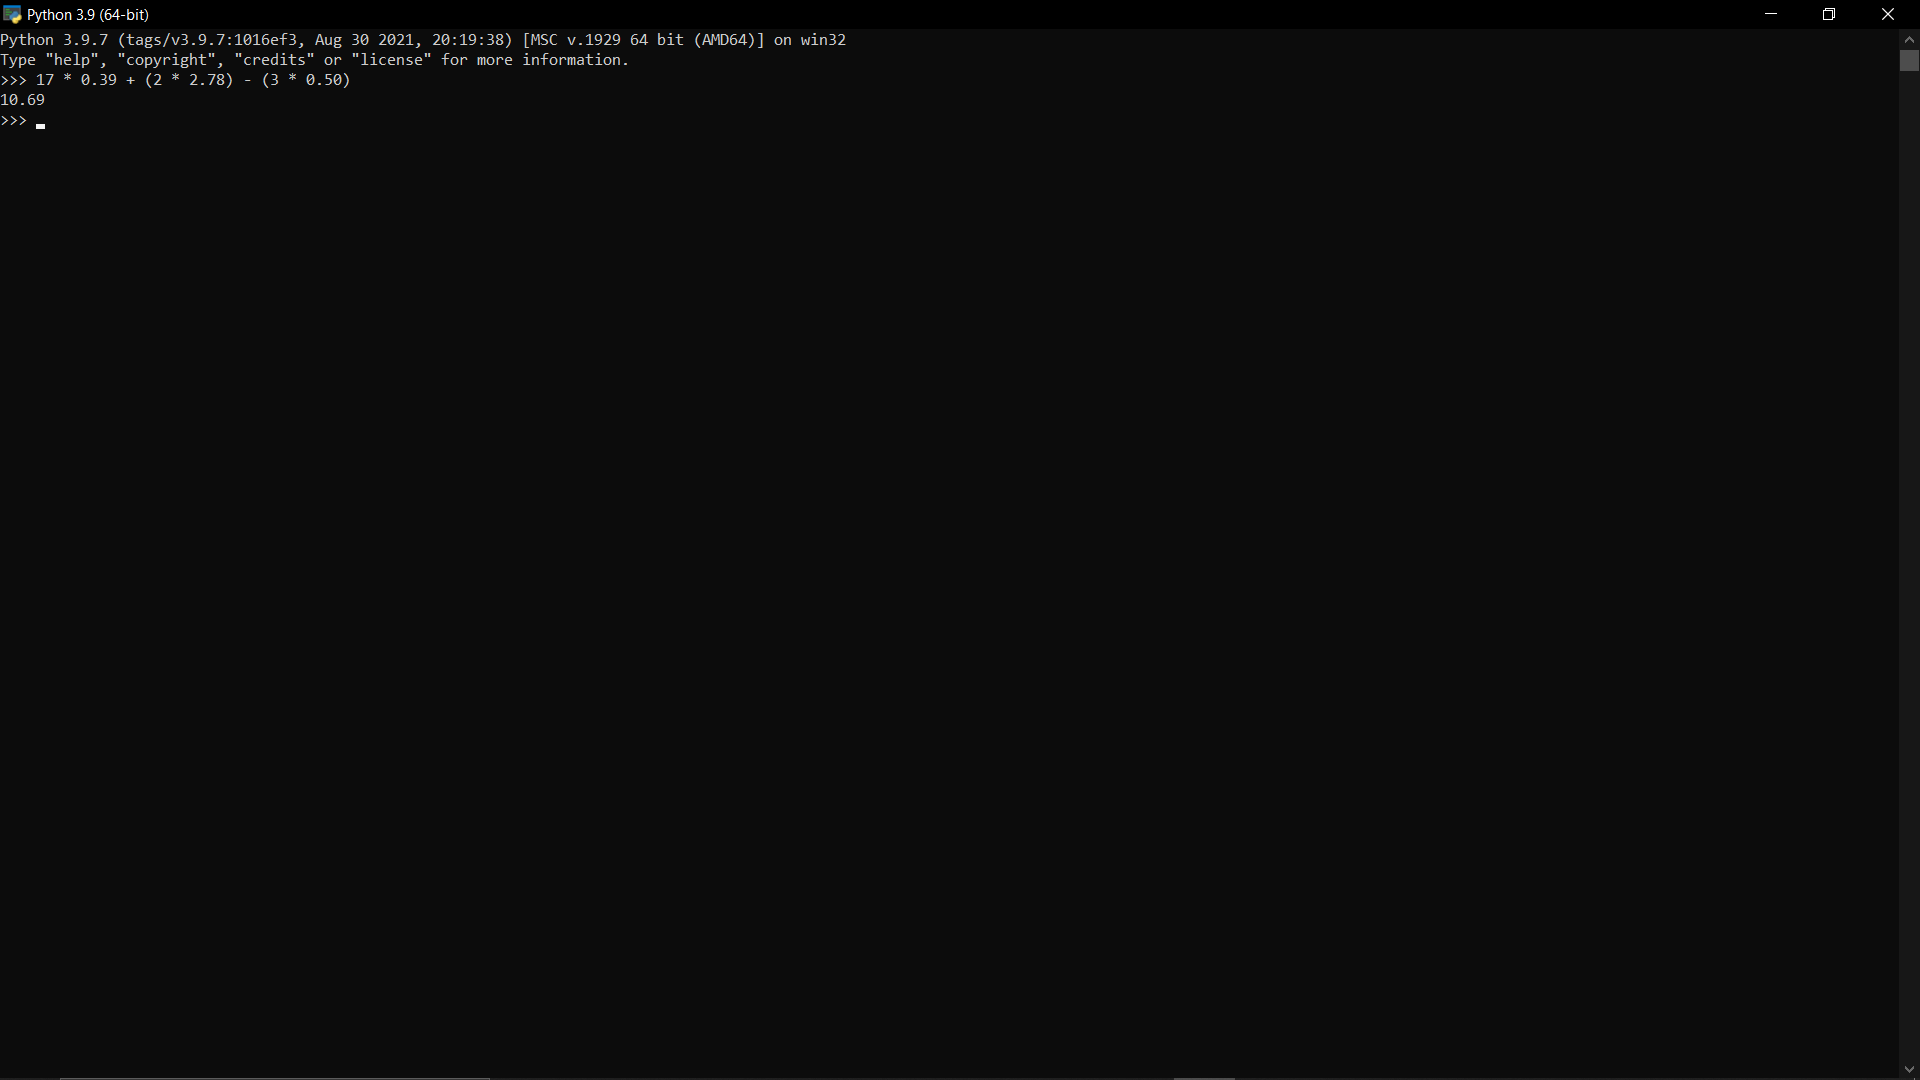 Python 3.9 (64-bit)
Python 3.9.7 (tags/v3.9.7:1016ef3, Aug 30 2021, 20:19:38) [MSC v.1929 64 bit (AMD64)] on win32
Type "help", "copyright", "credits" or "license" for more information.
>>> 17 * 0.39 + (2 * 2.78) - (3 * 0.50)
10.69
>>>